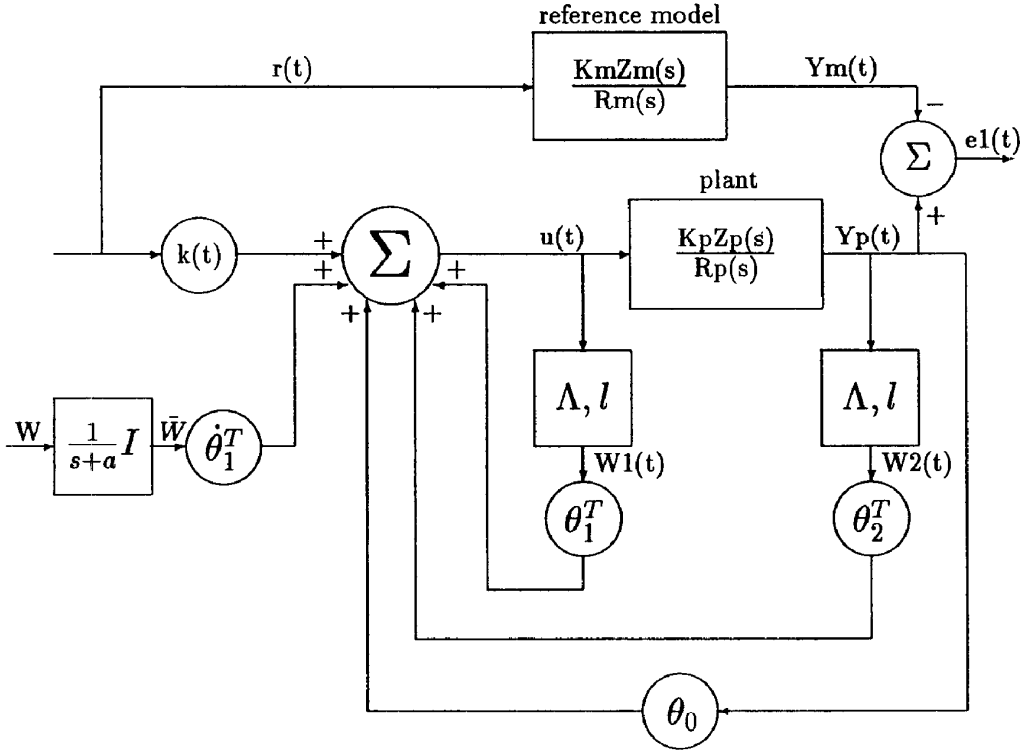 reference model
r(t)
KmZm(s)
Rm(s)
Ym(t)
−
Σ
e1(t)
+
plant
k(t)
+
+
Σ
+
+
+
u(t)
KpZp(s)
Rp(s)
Yp(t)
Λ, l
Λ, l
W
1
s+a
I
W̄
θ̇₁ᵀ
W1(t)
W2(t)
θ₁ᵀ
θ₂ᵀ
θ₀